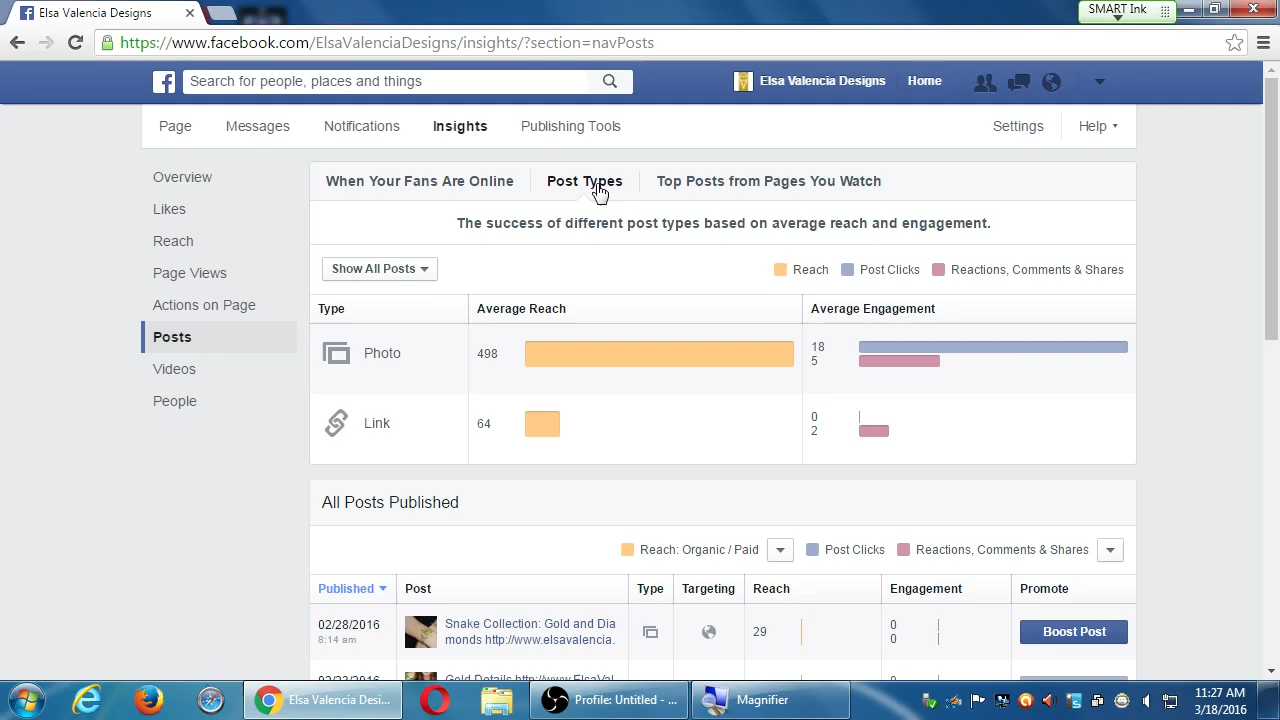 Elsa Valencia Designs
SMART Ink
https://www.facebook.com/ElsaValenciaDesigns/insights/?section=navPosts
Search for people, places and things
Elsa Valencia Designs
Home
Page
Messages
Notifications
Insights
Publishing Tools
Settings
Help
Overview
Likes
Reach
Page Views
Actions on Page
Posts
Videos
People
When Your Fans Are Online
Post Types
Top Posts from Pages You Watch
The success of different post types based on average reach and engagement.
Show All Posts
Reach
Post Clicks
Reactions, Comments & Shares
Type
Average Reach
Average Engagement
Photo
498
18
5
Link
64
0
2
All Posts Published
Reach: Organic / Paid
Post Clicks
Reactions, Comments & Shares
Published
Post
Type
Targeting
Reach
Engagement
Promote
02/28/2016
8:14 am
Snake Collection: Gold and Dia
monds http://www.elsavalencia.
29
0
0
Boost Post
Elsa Valencia Desi...
Profile: Untitled - ...
Magnifier
11:27 AM
3/18/2016